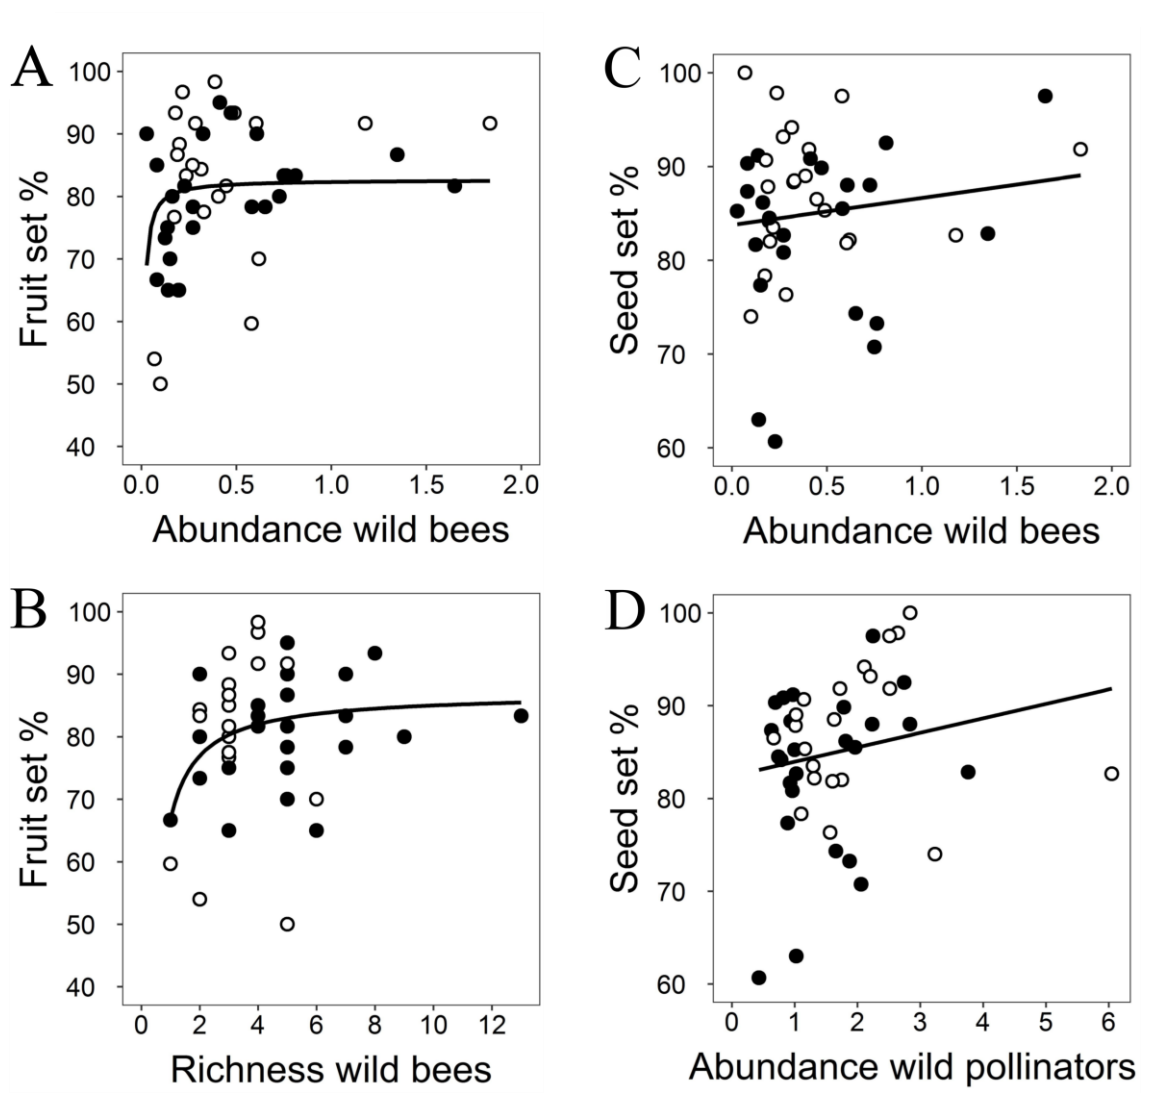 A
Fruit set %
100
90
80
70
60
50
40
0.0 0.5 1.0 1.5 2.0
Abundance wild bees
C
Seed set %
100
90
80
70
60
0.0 0.5 1.0 1.5 2.0
Abundance wild bees
B
Fruit set %
100
90
80
70
60
50
40
0 2 4 6 8 10 12
Richness wild bees
D
Seed set %
100
90
80
70
60
0 1 2 3 4 5 6
Abundance wild pollinators